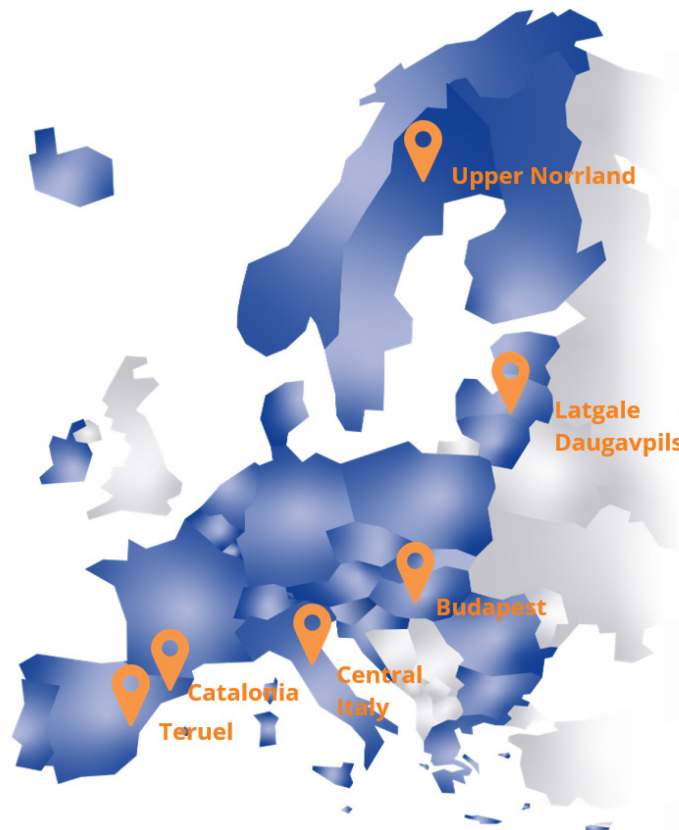 Upper Norrland
Latgale
Daugavpils
Budapest
Central
Italy
Catalonia
Teruel